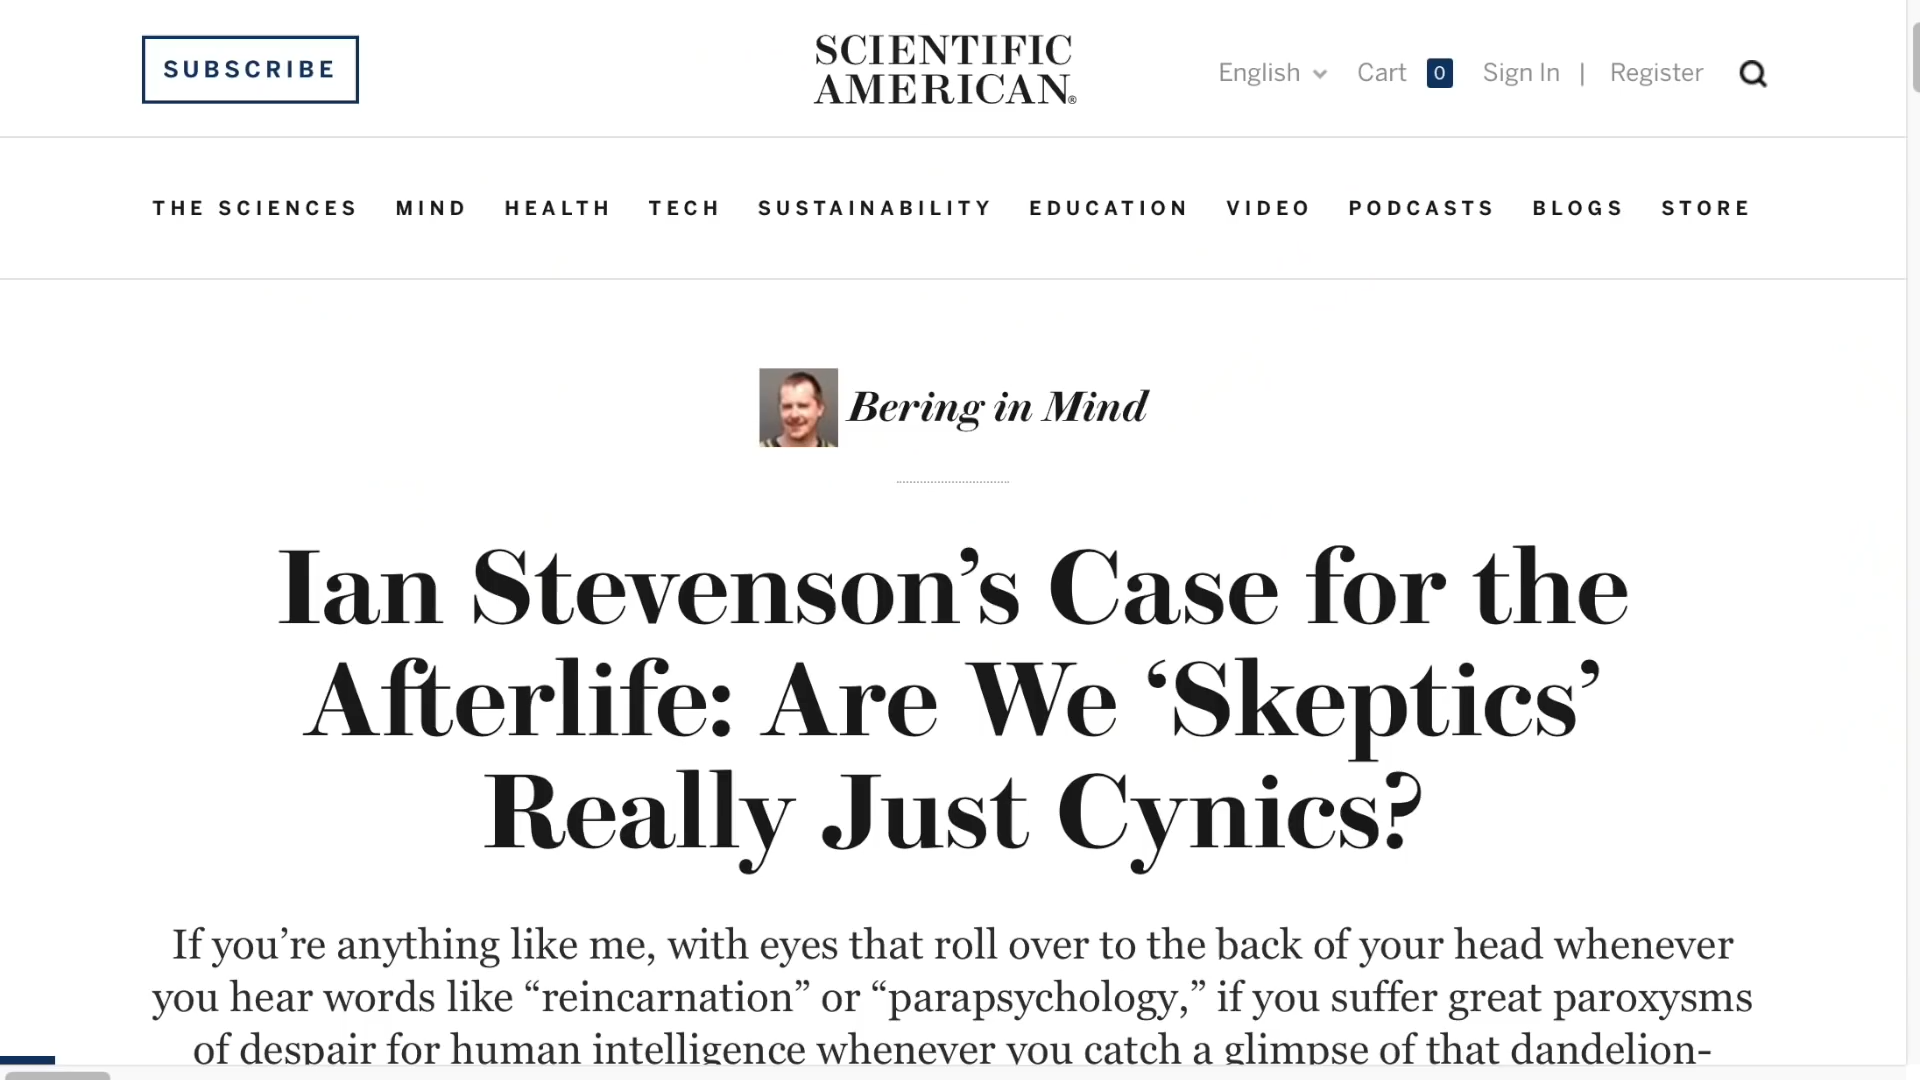 SUBSCRIBE
SCIENTIFIC
AMERICAN®
English Cart 0 Sign In | Register
THE SCIENCES MIND HEALTH TECH SUSTAINABILITY EDUCATION VIDEO PODCASTS BLOGS STORE
Bering in Mind
Ian Stevenson’s Case for the
Afterlife: Are We ‘Skeptics’
Really Just Cynics?
If you’re anything like me, with eyes that roll over to the back of your head whenever
you hear words like “reincarnation” or “parapsychology,” if you suffer great paroxysms
of despair for human intelligence whenever you catch a glimpse of that dandelion-